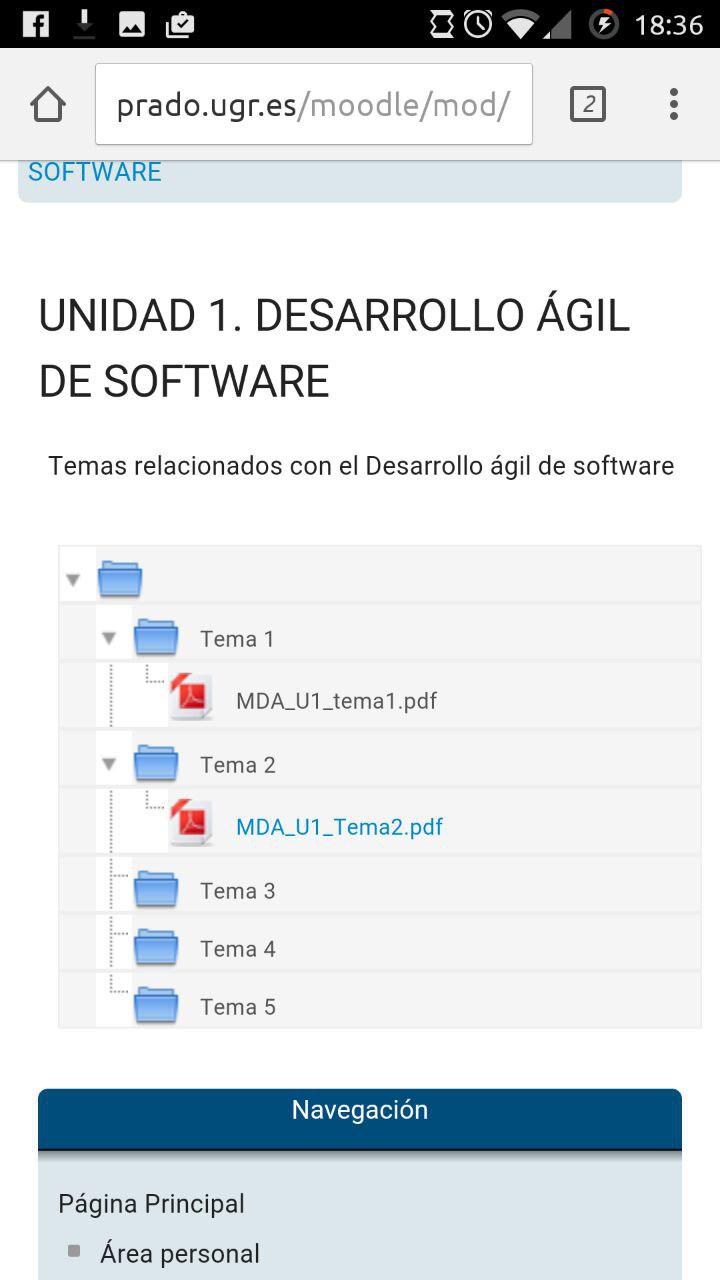 18:36
prado.ugr.es/moodle/mod/
2
SOFTWARE
UNIDAD 1. DESARROLLO ÁGIL
DE SOFTWARE
Temas relacionados con el Desarrollo ágil de software
Tema 1
MDA_U1_tema1.pdf
Tema 2
MDA_U1_Tema2.pdf
Tema 3
Tema 4
Tema 5
Navegación
Página Principal
Área personal